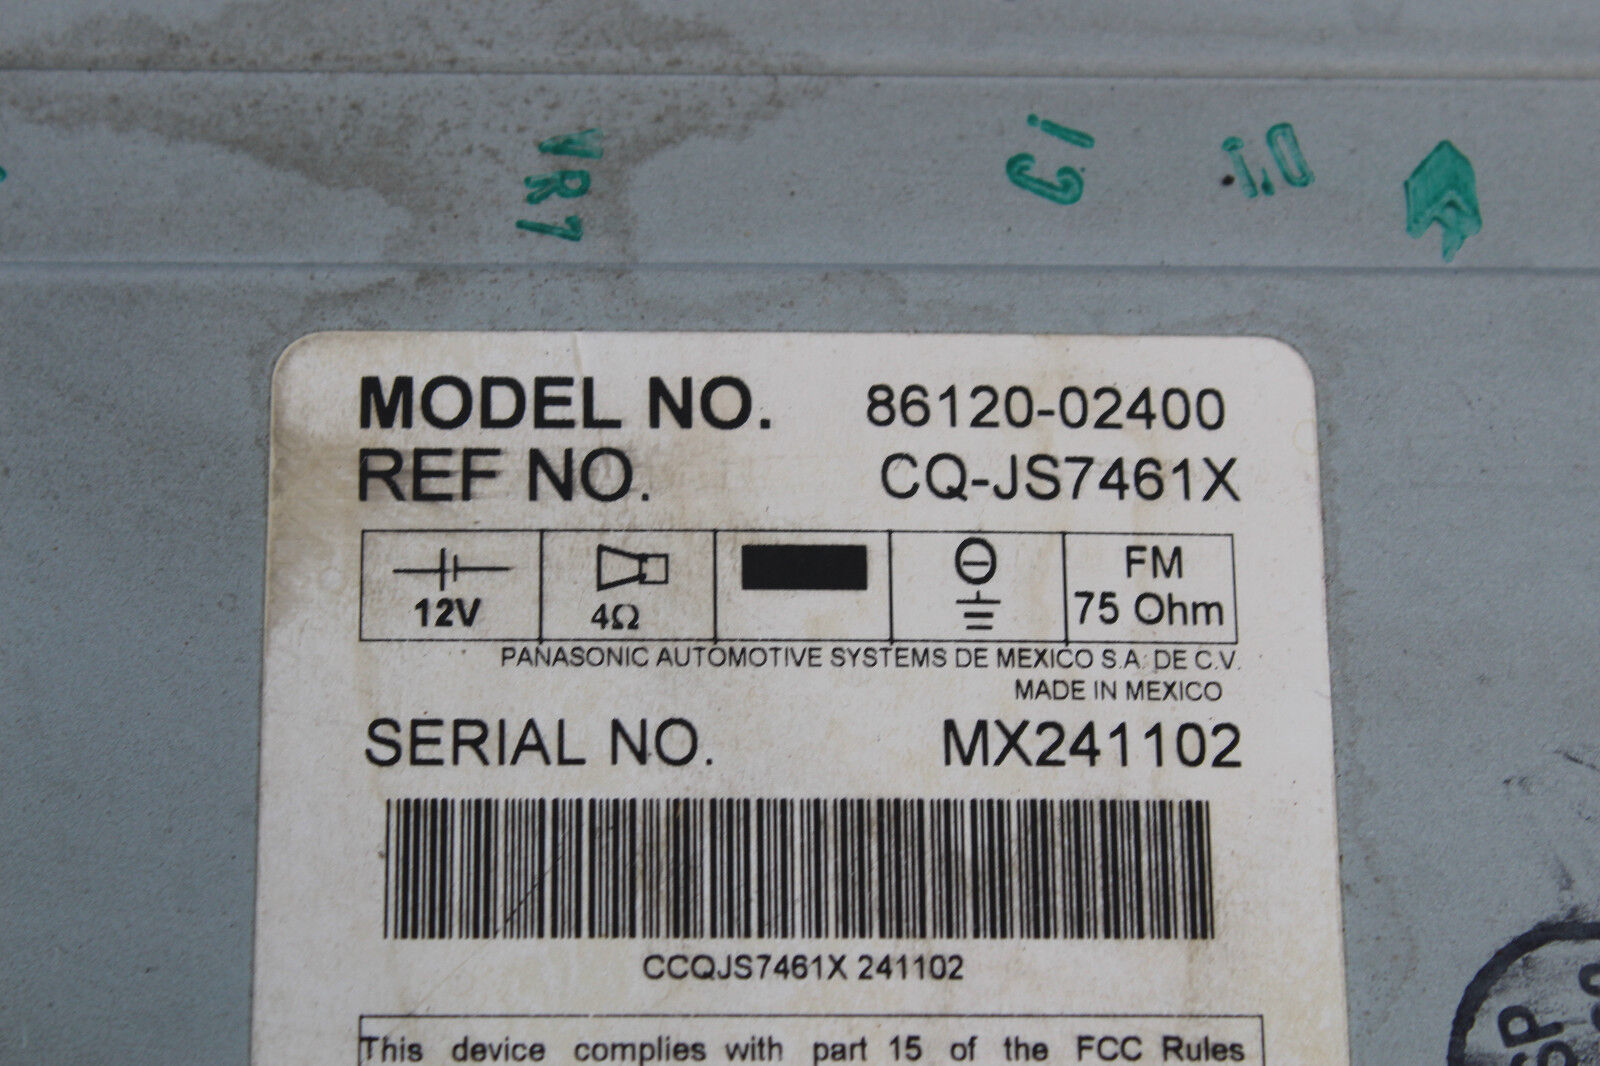 VR7
D.T.
MODEL NO. 86120-02400
REF NO. CQ-JS7461X
12V 4Ω FM 75 Ohm
PANASONIC AUTOMOTIVE SYSTEMS DE MEXICO S.A. DE C.V.
MADE IN MEXICO
SERIAL NO. MX241102
CCQJS7461X 241102
This device complies with part 15 of the FCC Rules